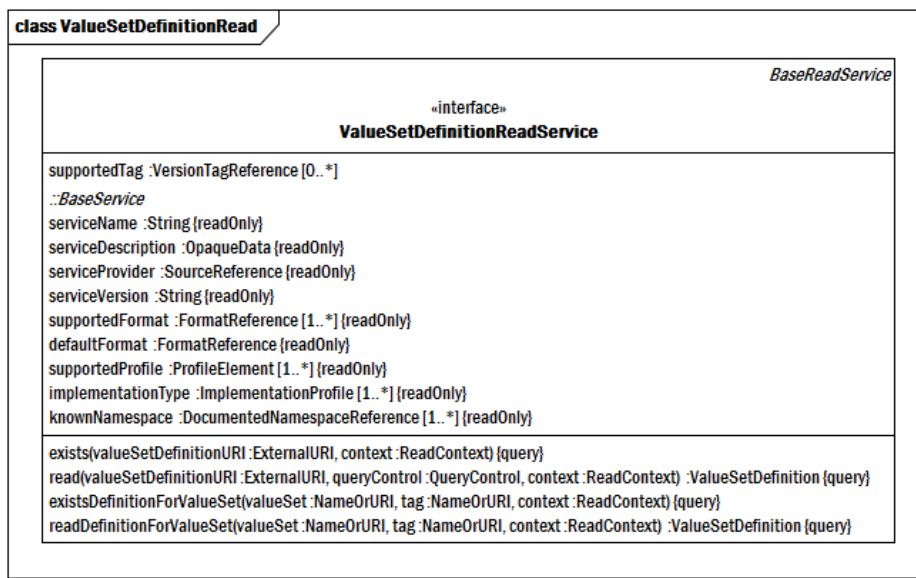 class ValueSetDefinitionRead
BaseReadService
«interface»
ValueSetDefinitionReadService
supportedTag :VersionTagReference [0..*]
::BaseService
serviceName :String {readOnly}
serviceDescription :OpaqueData {readOnly}
serviceProvider :SourceReference {readOnly}
serviceVersion :String {readOnly}
supportedFormat :FormatReference [1..*] {readOnly}
defaultFormat :FormatReference {readOnly}
supportedProfile :ProfileElement [1..*] {readOnly}
implementationType :ImplementationProfile [1..*] {readOnly}
knownNamespace :DocumentedNamespaceReference [1..*] {readOnly}
exists(valueSetDefinitionURI :ExternalURI, context :ReadContext) {query}
read(valueSetDefinitionURI :ExternalURI, queryControl :QueryControl, context :ReadContext) :ValueSetDefinition {query}
existsDefinitionForValueSet(valueSet :NameOrURI, tag :NameOrURI, context :ReadContext) {query}
readDefinitionForValueSet(valueSet :NameOrURI, tag :NameOrURI, context :ReadContext) :ValueSetDefinition {query}